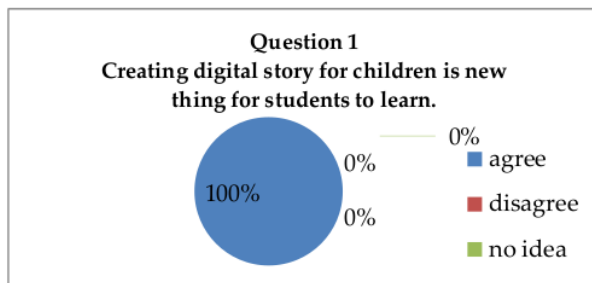 Question 1
Creating digital story for children is new
thing for students to learn.
0%
0%
agree
100%
disagree
0%
no idea